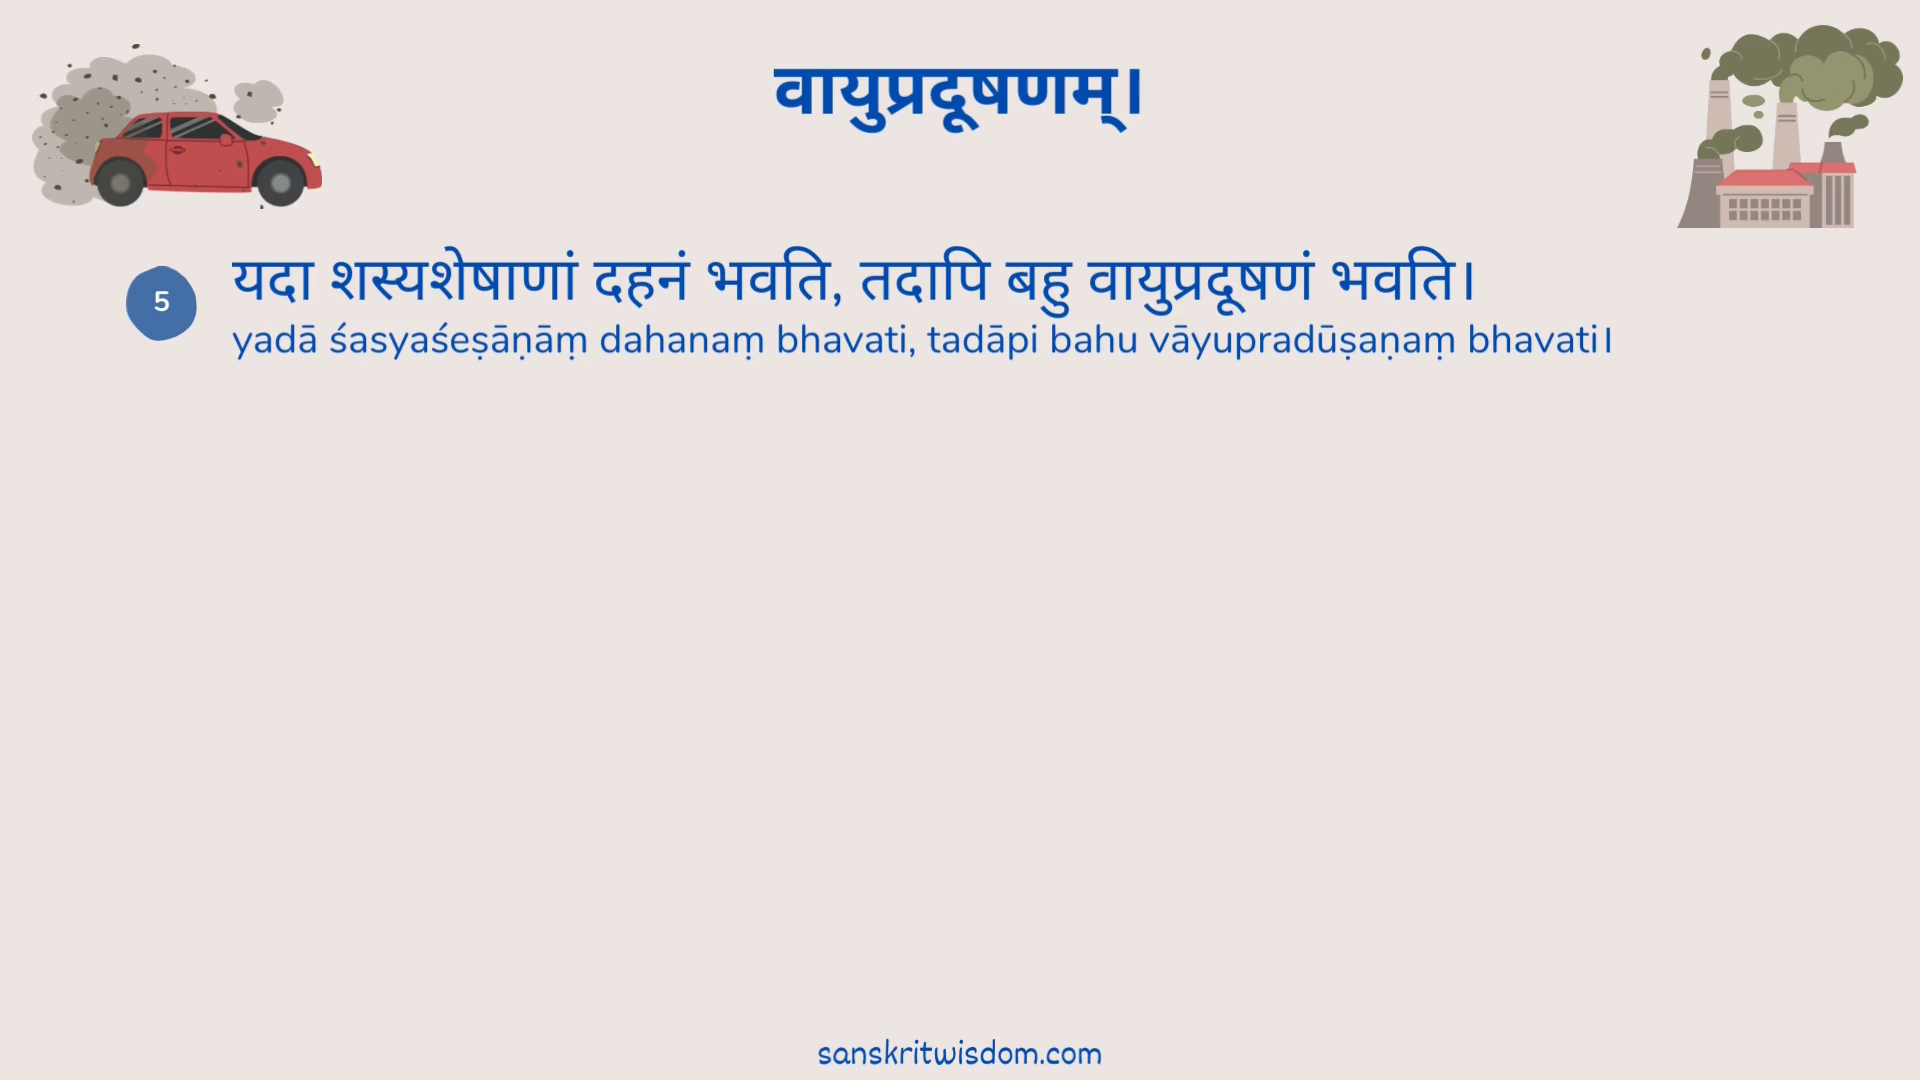 वायुप्रदूषणम्।
5
यदा शस्यशेषाणां दहनं भवति, तदापि बहु वायुप्रदूषणं भवति।
yadā śasyaśeṣāṇāṃ dahanaṃ bhavati, tadāpi bahu vāyupradūṣaṇaṃ bhavati।
sanskritwisdom.com